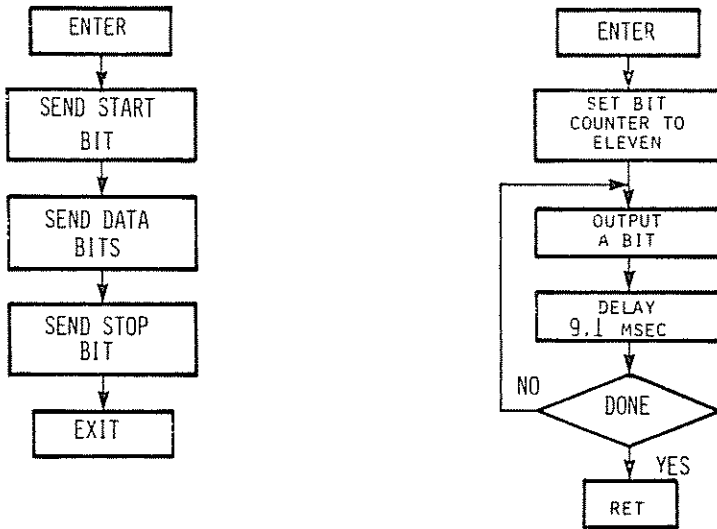 ENTER
SEND START
BIT
SEND DATA
BITS
SEND STOP
BIT
EXIT
ENTER
SET BIT
COUNTER TO
ELEVEN
OUTPUT
A BIT
DELAY
9.1 MSEC
NO
DONE
YES
RET